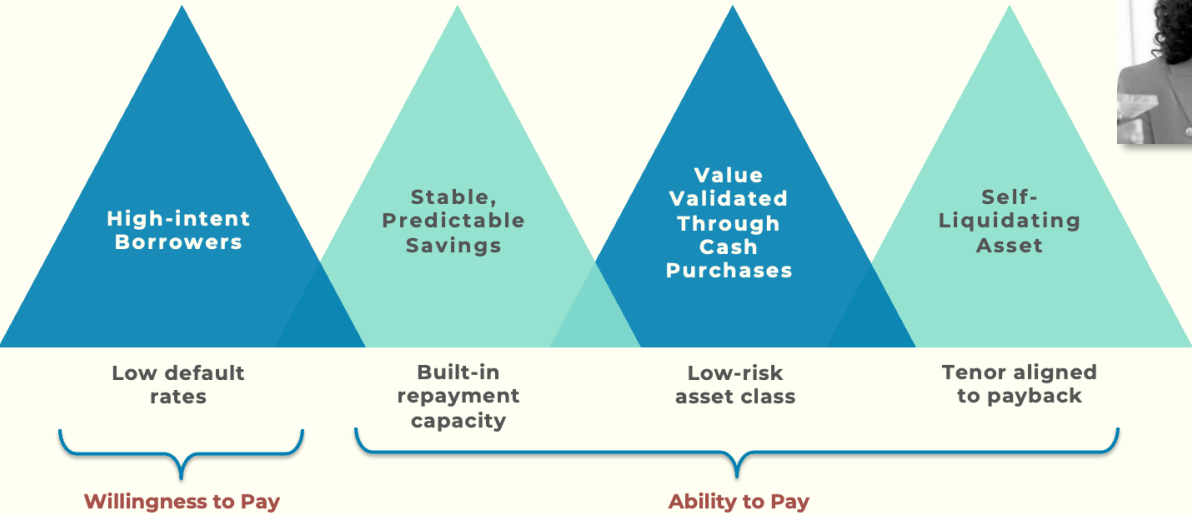 High-intent
Borrowers
Stable,
Predictable
Savings
Value
Validated
Through
Cash
Purchases
Self-
Liquidating
Asset
Low default
rates
Built-in
repayment
capacity
Low-risk
asset class
Tenor aligned
to payback
Willingness to Pay
Ability to Pay